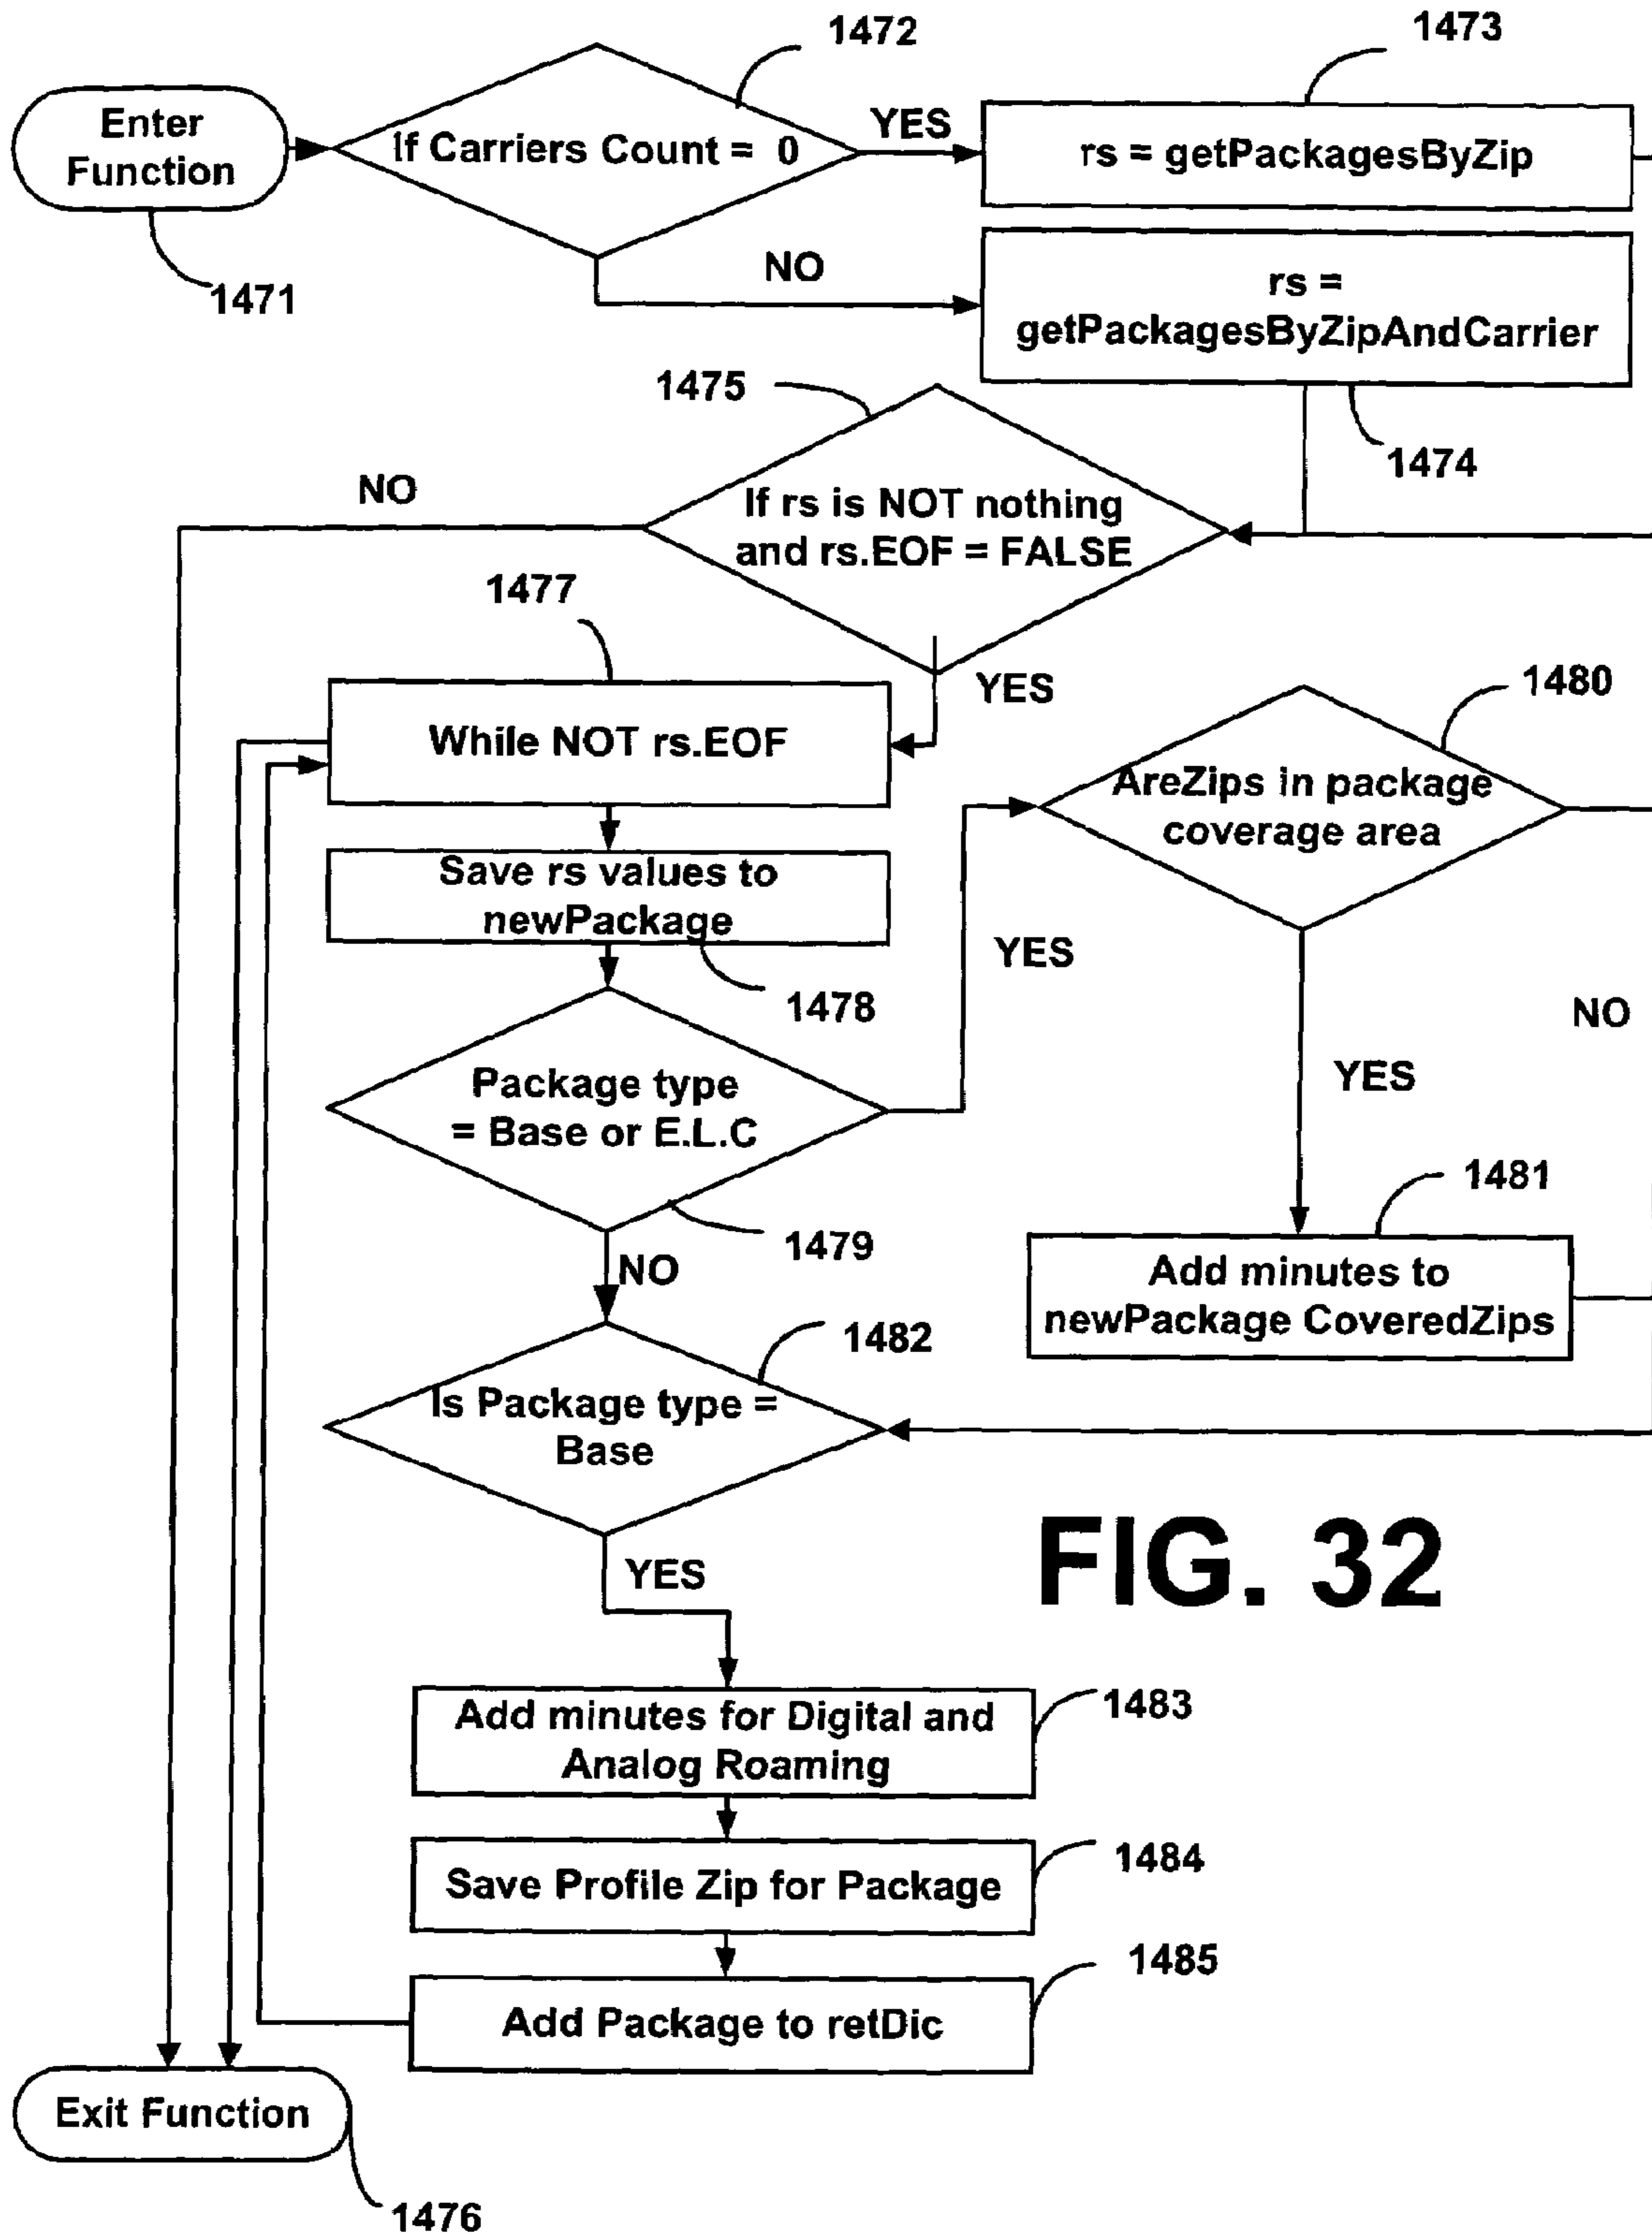 1472
1473
Enter
Function
If Carriers Count = 0
YES
rs = getPackagesByZip
1471
NO
rs =
getPackagesByZipAndCarrier
1475
1474
NO
If rs is NOT nothing
and rs.EOF = FALSE
1477
YES
1480
While NOT rs.EOF
AreZips in package
coverage area
Save rs values to
newPackage
YES
1478
NO
Package type
= Base or E.L.C
YES
1479
1481
NO
Add minutes to
newPackage CoveredZips
1482
Is Package type =
Base
FIG. 32
YES
Add minutes for Digital and
Analog Roaming
1483
Save Profile Zip for Package
1484
1485
Add Package to retDic
Exit Function
1476